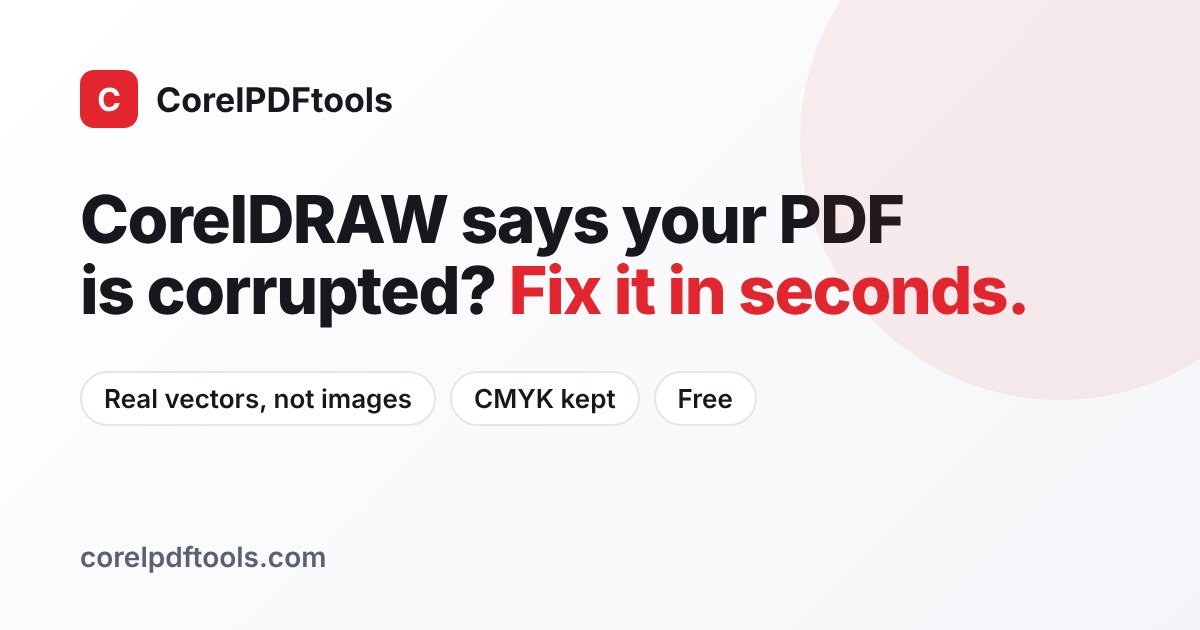 C CorelPDFtools
CorelDRAW says your PDF
is corrupted? Fix it in seconds.
Real vectors, not images CMYK kept Free
corelpdftools.com